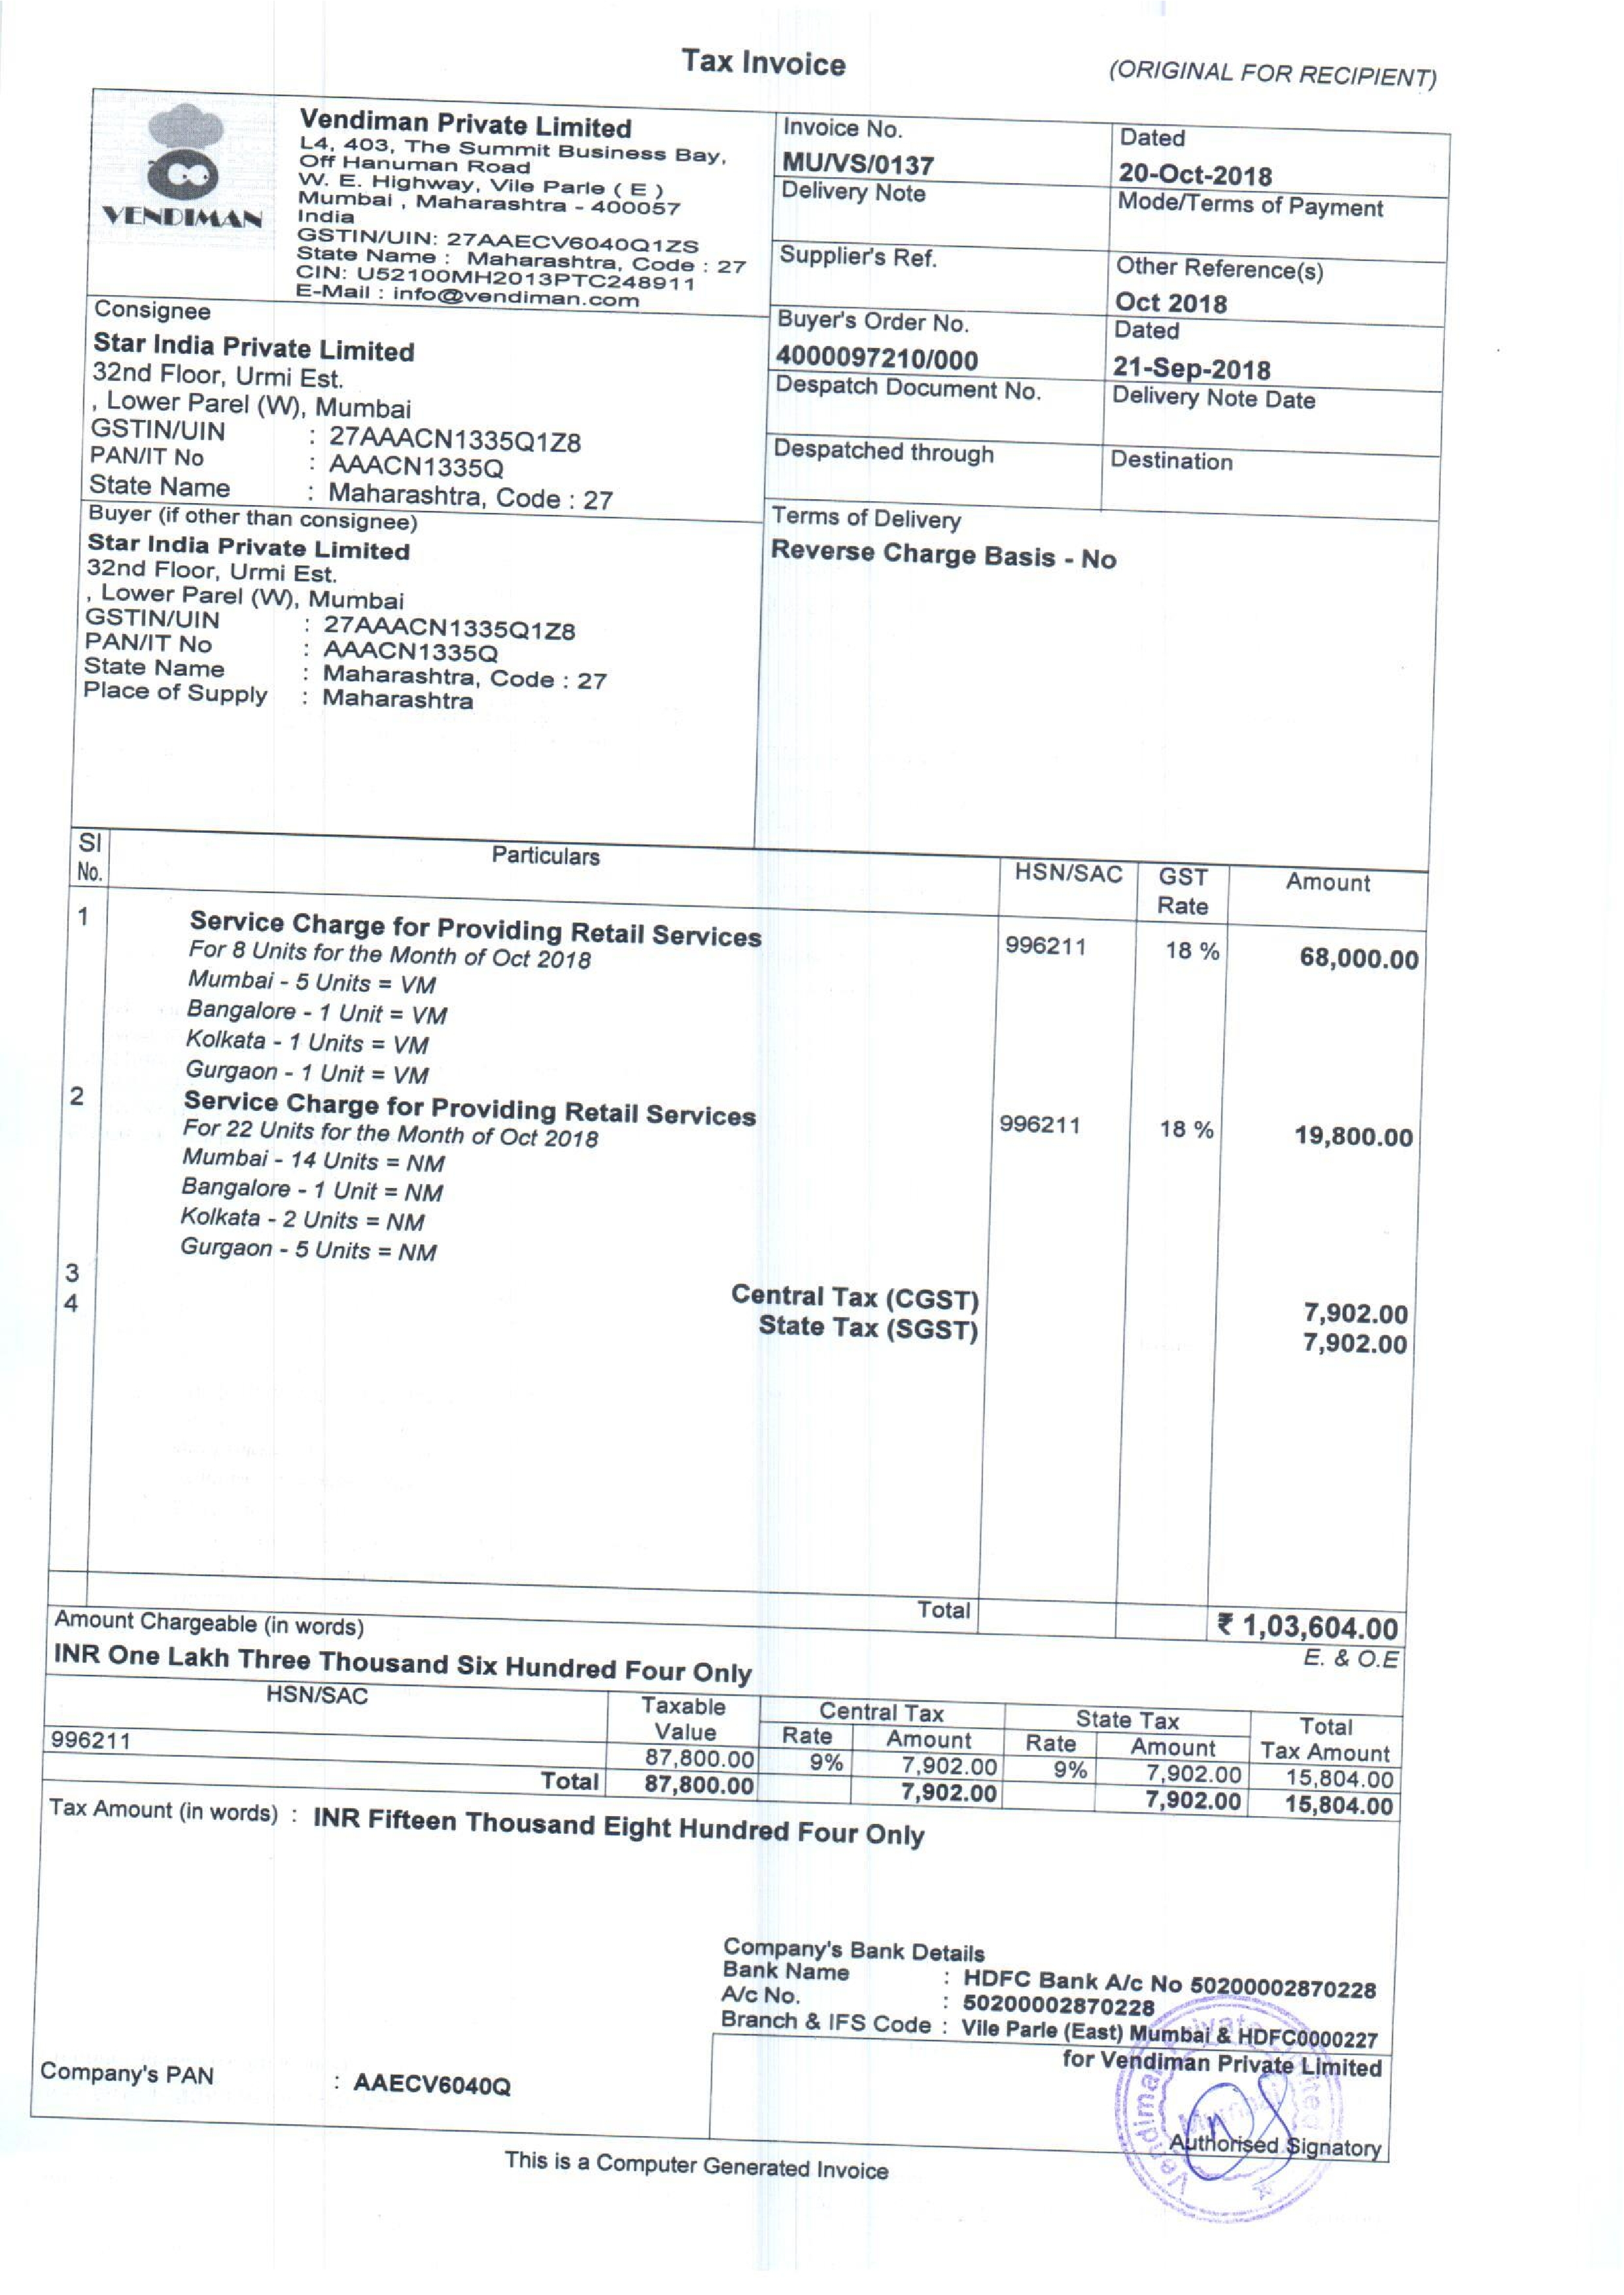 Tax Invoice
(ORIGINAL FOR RECIPIENT)
VENDIMAN
Vendiman Private Limited
L4, 403, The Summit Business Bay,
Off Hanuman Road
W. E. Highway, Vile Parle ( E )
Mumbai , Maharashtra - 400057
India
GSTIN/UIN: 27AAECV6040Q1ZS
State Name : Maharashtra, Code : 27
CIN: U52100MH2013PTC248911
E-Mail : info@vendiman.com
Invoice No.
MU/VS/0137
Dated
20-Oct-2018
Delivery Note
Mode/Terms of Payment
Supplier's Ref.
Other Reference(s)
Oct 2018
Buyer's Order No.
4000097210/000
Dated
21-Sep-2018
Despatch Document No.
Delivery Note Date
Despatched through
Destination
Terms of Delivery
Reverse Charge Basis - No
Consignee
Star India Private Limited
32nd Floor, Urmi Est.
, Lower Parel (W), Mumbai
GSTIN/UIN : 27AAACN1335Q1Z8
PAN/IT No : AAACN1335Q
State Name : Maharashtra, Code : 27
Buyer (if other than consignee)
Star India Private Limited
32nd Floor, Urmi Est.
, Lower Parel (W), Mumbai
GSTIN/UIN : 27AAACN1335Q1Z8
PAN/IT No : AAACN1335Q
State Name : Maharashtra, Code : 27
Place of Supply : Maharashtra
Sl No. Particulars HSN/SAC GST Rate Amount
1 Service Charge for Providing Retail Services 996211 18 % 68,000.00
For 8 Units for the Month of Oct 2018
Mumbai - 5 Units = VM
Bangalore - 1 Unit = VM
Kolkata - 1 Units = VM
Gurgaon - 1 Unit = VM
2 Service Charge for Providing Retail Services 996211 18 % 19,800.00
For 22 Units for the Month of Oct 2018
Mumbai - 14 Units = NM
Bangalore - 1 Unit = NM
Kolkata - 2 Units = NM
Gurgaon - 5 Units = NM
3 Central Tax (CGST) 7,902.00
4 State Tax (SGST) 7,902.00
Total ₹ 1,03,604.00
Amount Chargeable (in words)
E. & O.E
INR One Lakh Three Thousand Six Hundred Four Only
HSN/SAC Taxable Value Central Tax State Tax Total Tax Amount
Rate Amount Rate Amount
996211 87,800.00 9% 7,902.00 9% 7,902.00 15,804.00
Total 87,800.00 7,902.00 7,902.00 15,804.00
Tax Amount (in words) : INR Fifteen Thousand Eight Hundred Four Only
Company's Bank Details
Bank Name : HDFC Bank A/c No 50200002870228
A/c No. : 50200002870228
Branch & IFS Code : Vile Parle (East) Mumbai & HDFC0000227
Company's PAN : AAECV6040Q
for Vendiman Private Limited
Vendiman Private Limited
Mumbai
Authorised Signatory
This is a Computer Generated Invoice